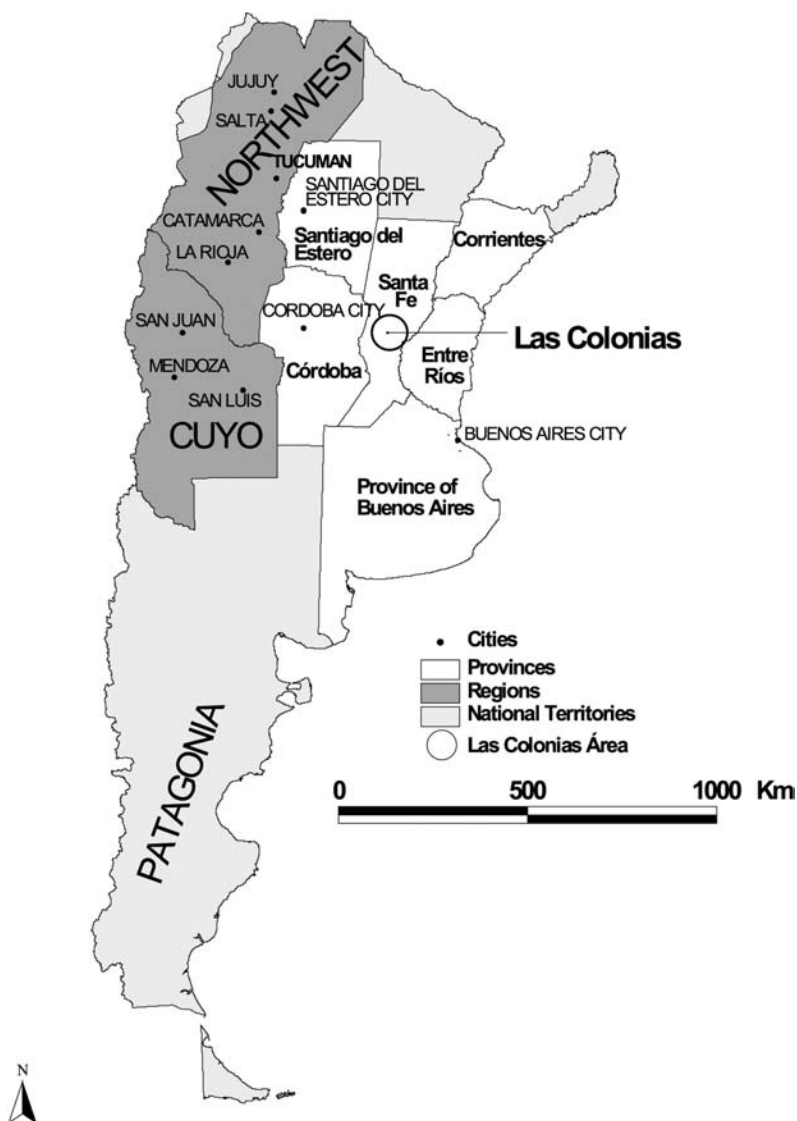 JUJUY
SALTA
NORTHWEST
TUCUMAN
SANTIAGO DEL
ESTERO CITY
CATAMARCA
LA RIOJA
Santiago del
Estero
Corrientes
Santa
Fe
SAN JUAN
CORDOBA CITY
Las Colonias
MENDOZA
Córdoba
Entre
Ríos
SAN LUIS
CUYO
BUENOS AIRES CITY
Province of
Buenos Aires
Cities
Provinces
Regions
National Territories
Las Colonias Área
PATAGONIA
0 500 1000 Km
N